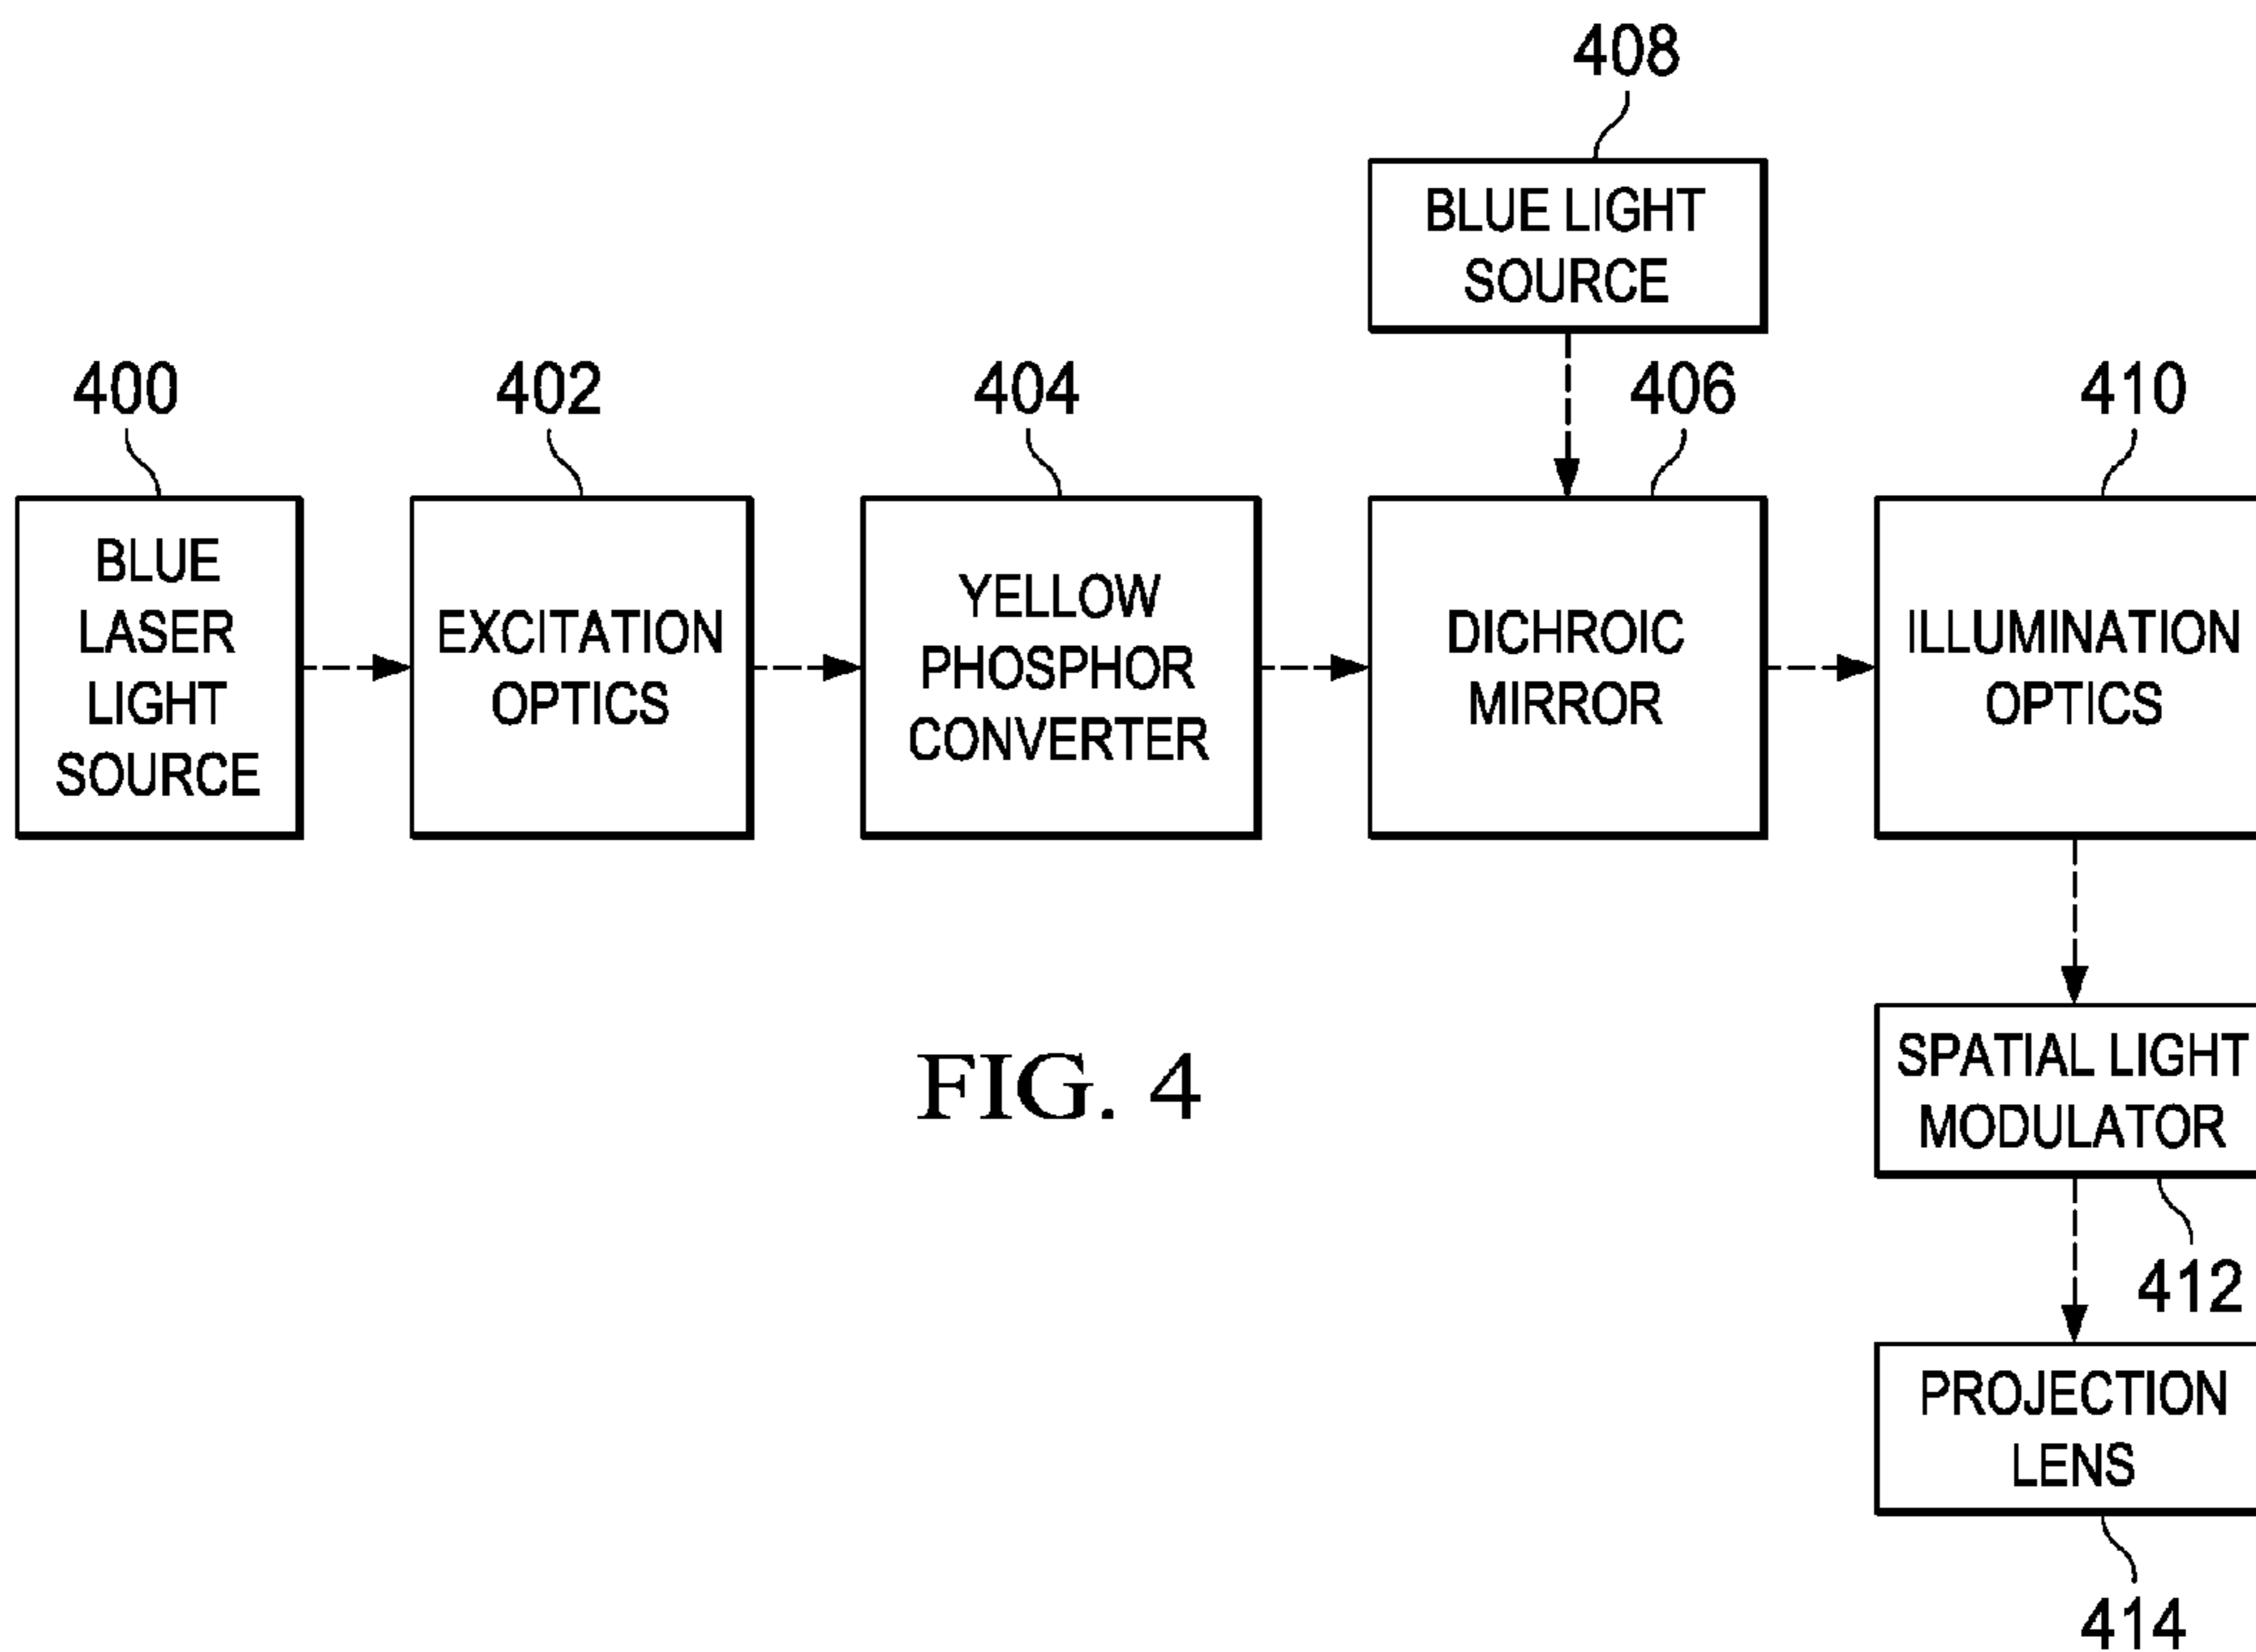 408
BLUE LIGHT
SOURCE
400
402
404
406
410
BLUE
LASER
LIGHT
SOURCE
EXCITATION
OPTICS
YELLOW
PHOSPHOR
CONVERTER
DICHROIC
MIRROR
ILLUMINATION
OPTICS
SPATIAL LIGHT
MODULATOR
FIG. 4
412
PROJECTION
LENS
414